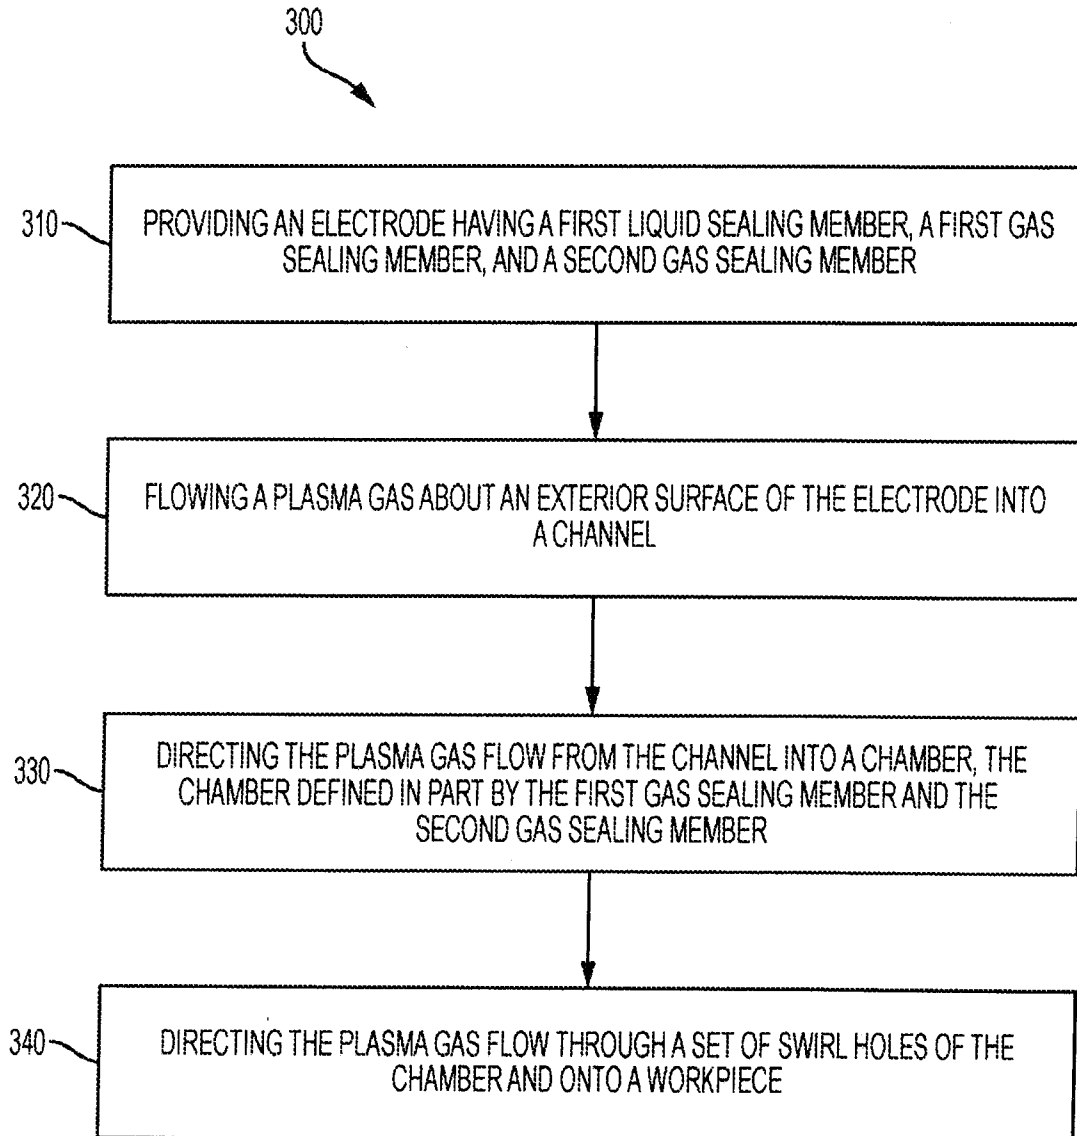 300
310
PROVIDING AN ELECTRODE HAVING A FIRST LIQUID SEALING MEMBER, A FIRST GAS
SEALING MEMBER, AND A SECOND GAS SEALING MEMBER
320
FLOWING A PLASMA GAS ABOUT AN EXTERIOR SURFACE OF THE ELECTRODE INTO
A CHANNEL
330
DIRECTING THE PLASMA GAS FLOW FROM THE CHANNEL INTO A CHAMBER, THE
CHAMBER DEFINED IN PART BY THE FIRST GAS SEALING MEMBER AND THE
SECOND GAS SEALING MEMBER
340
DIRECTING THE PLASMA GAS FLOW THROUGH A SET OF SWIRL HOLES OF THE
CHAMBER AND ONTO A WORKPIECE